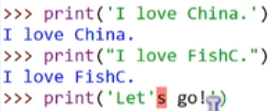 >>> print('I love China.')
I love China.
>>> print("I love FishC.")
I love FishC.
>>> print('Let's go!')